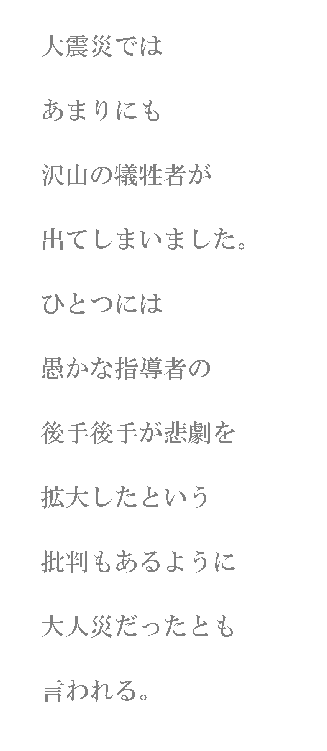 大震災では
あまりにも
沢山の犠牲者が
出てしまいました。
ひとつには
愚かな指導者の
後手後手が悲劇を
拡大したという
批判もあるように
大人災だったとも
言われる。